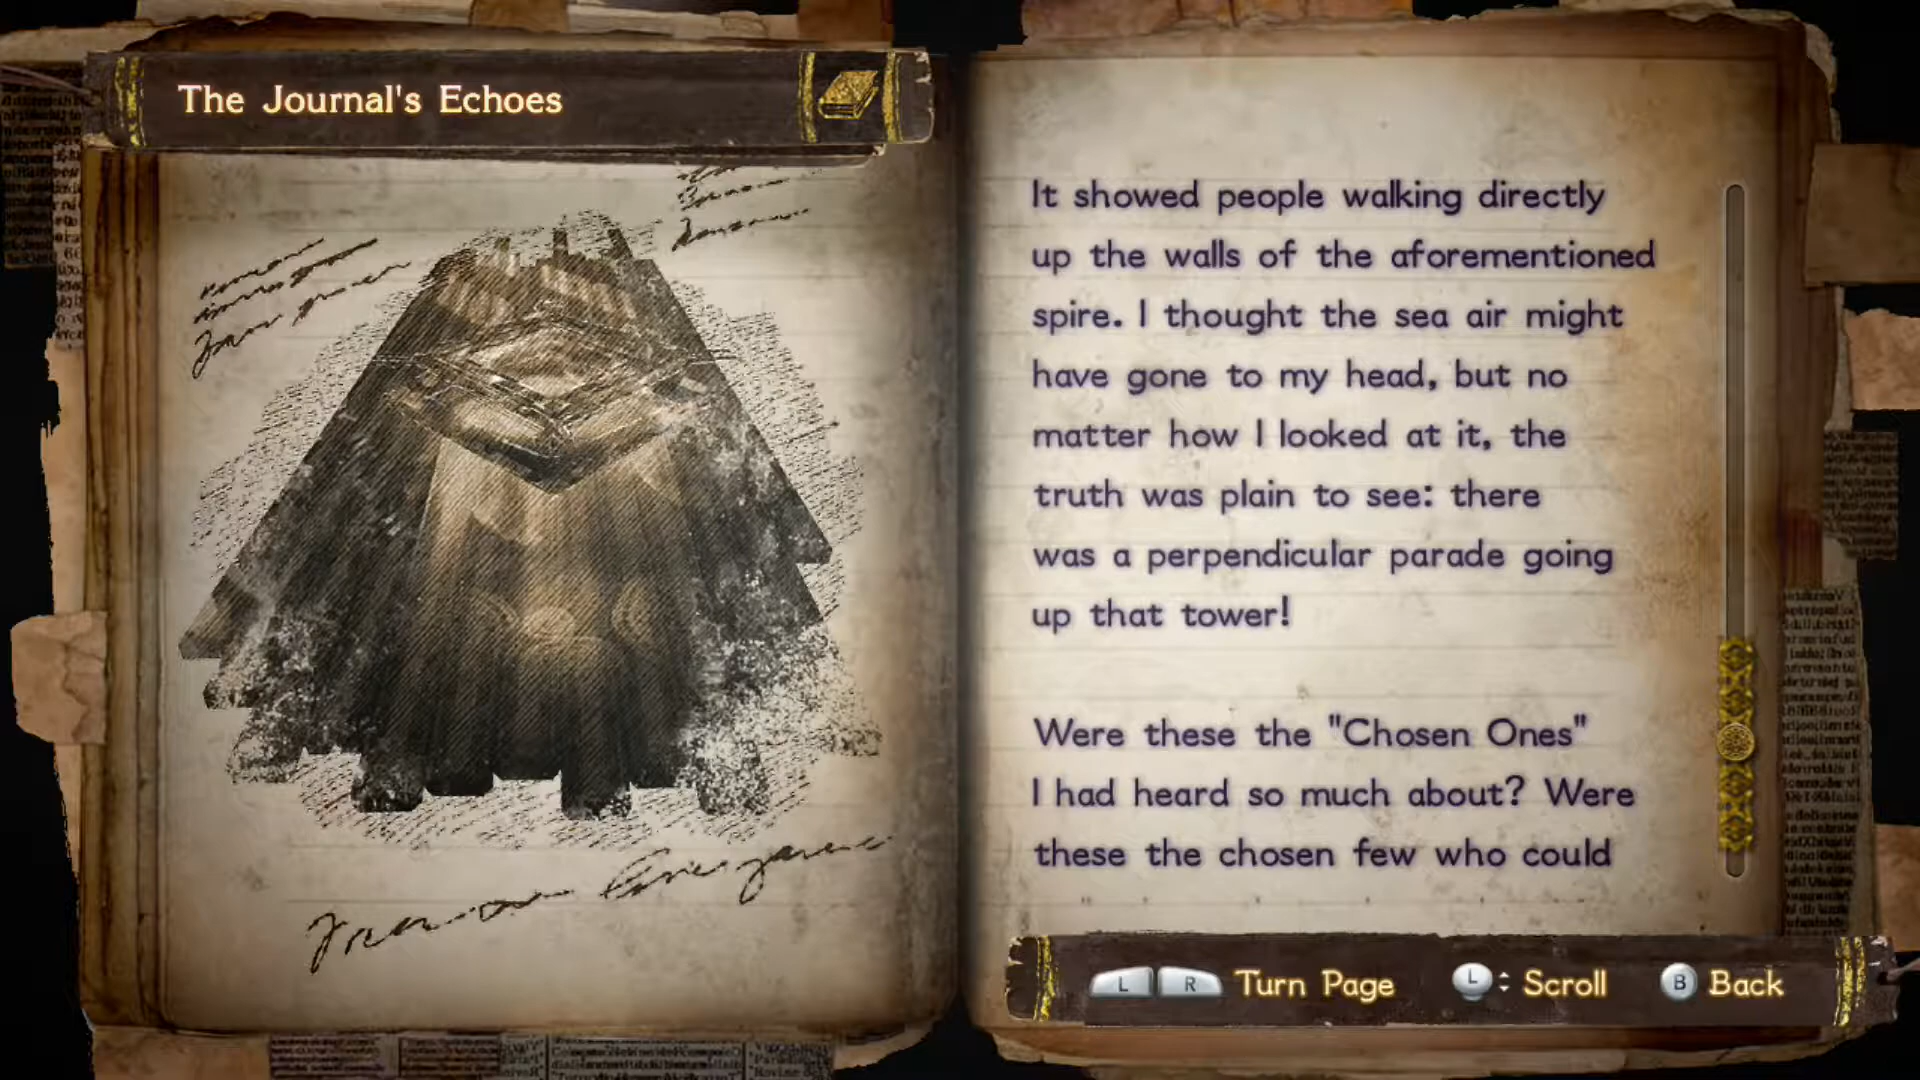 The Journal's Echoes
It showed people walking directly
up the walls of the aforementioned
spire. I thought the sea air might
have gone to my head, but no
matter how I looked at it, the
truth was plain to see: there
was a perpendicular parade going
up that tower!
Were these the "Chosen Ones"
I had heard so much about? Were
these the chosen few who could
L R Turn Page L : Scroll B Back